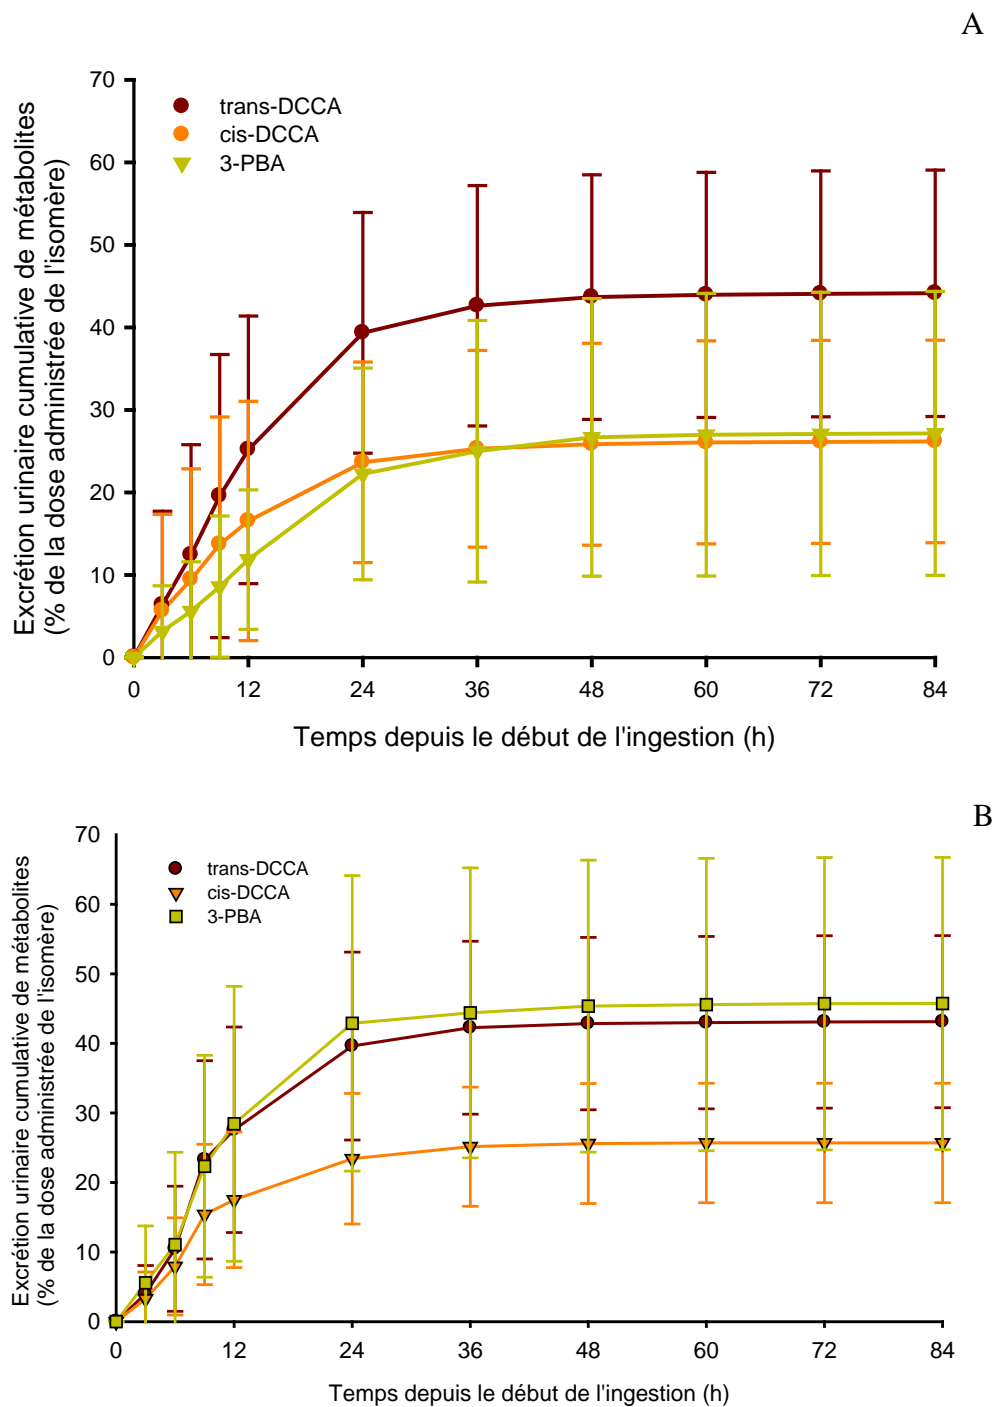 A
70
60
50
40
30
20
10
0
trans-DCCA
cis-DCCA
3-PBA
Excrétion urinaire cumulative de métabolites
(% de la dose administrée de l'isomère)
0 12 24 36 48 60 72 84
Temps depuis le début de l'ingestion (h)
B
70
60
50
40
30
20
10
0
trans-DCCA
cis-DCCA
3-PBA
Excrétion urinaire cumulative de métabolites
(% de la dose administrée de l'isomère)
0 12 24 36 48 60 72 84
Temps depuis le début de l'ingestion (h)